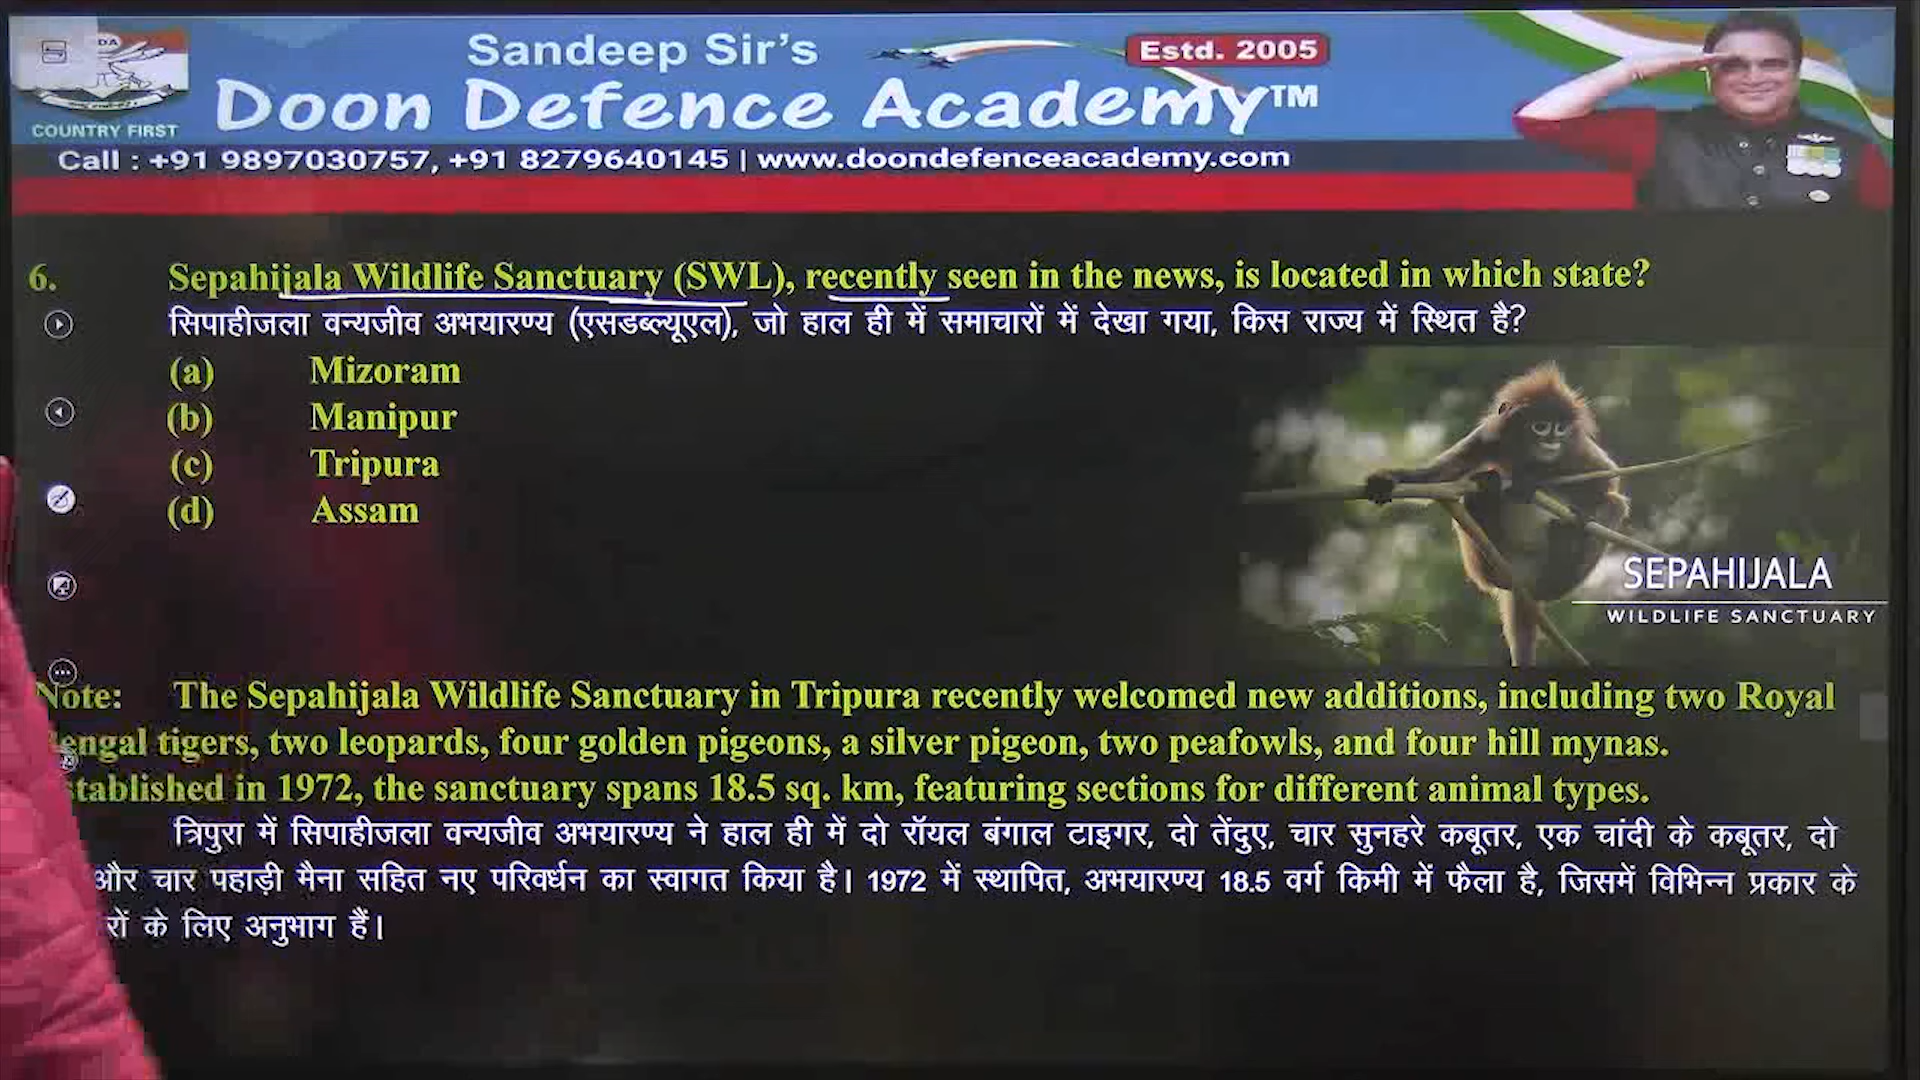 DA
Sandeep Sir's
Estd. 2005
Doon Defence Academy™
COUNTRY FIRST
Call : +91 9897030757, +91 8279640145 | www.doondefenceacademy.com
6. Sepahijala Wildlife Sanctuary (SWL), recently seen in the news, is located in which state?
सिपाहीजला वन्यजीव अभयारण्य (एसडब्ल्यूएल), जो हाल ही में समाचारों में देखा गया, किस राज्य में स्थित है?
(a) Mizoram
(b) Manipur
(c) Tripura
(d) Assam
SEPAHIJALA
WILDLIFE SANCTUARY
Note: The Sepahijala Wildlife Sanctuary in Tripura recently welcomed new additions, including two Royal
engal tigers, two leopards, four golden pigeons, a silver pigeon, two peafowls, and four hill mynas.
tablished in 1972, the sanctuary spans 18.5 sq. km, featuring sections for different animal types.
त्रिपुरा में सिपाहीजला वन्यजीव अभयारण्य ने हाल ही में दो रॉयल बंगाल टाइगर, दो तेंदुए, चार सुनहरे कबूतर, एक चांदी के कबूतर, दो
और चार पहाड़ी मैना सहित नए परिवर्धन का स्वागत किया है। 1972 में स्थापित, अभयारण्य 18.5 वर्ग किमी में फैला है, जिसमें विभिन्न प्रकार के
रों के लिए अनुभाग हैं।